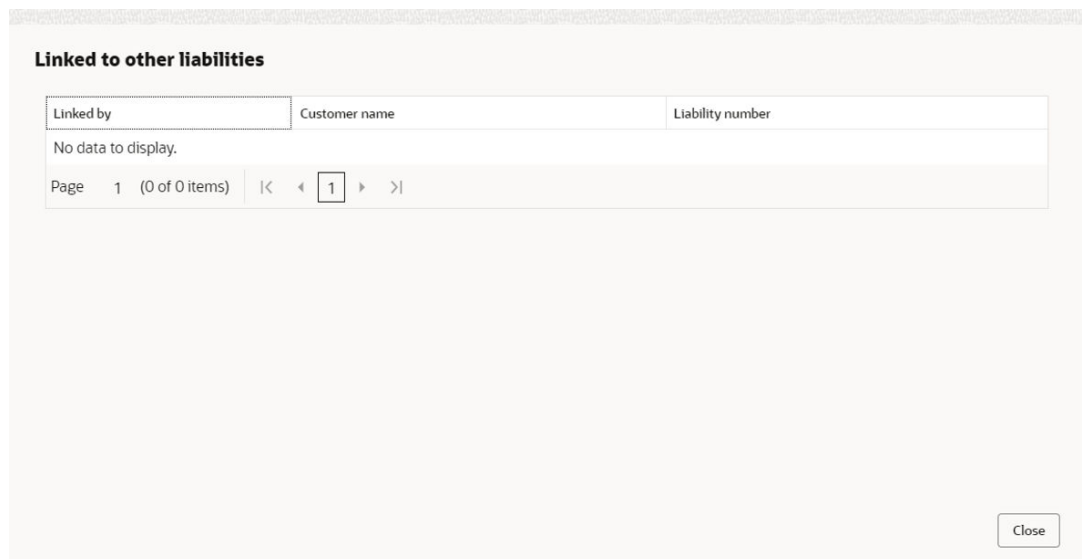 Linked to other liabilities
Linked by Customer name Liability number
No data to display.
Page 1 (0 of 0 items) 1
Close